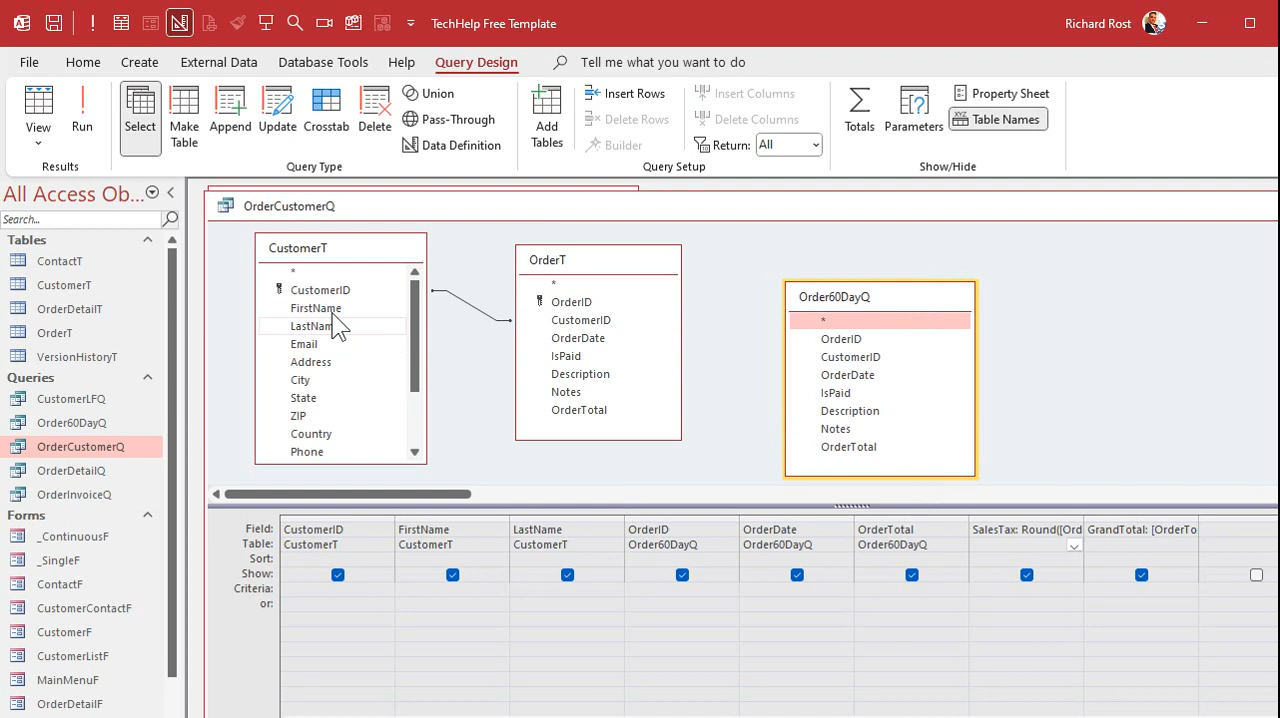 TechHelp Free Template
Richard Rost
File Home Create External Data Database Tools Help Query Design Tell me what you want to do
View
Run
Results
Select
Make Table
Append
Update
Crosstab
Delete
Union
Pass-Through
Data Definition
Query Type
Add Tables
Insert Rows
Delete Rows
Builder
Insert Columns
Delete Columns
Return: All
Query Setup
Totals
Parameters
Property Sheet
XYZ Table Names
Show/Hide
All Access Ob...
Search...
Tables
ContactT
CustomerT
OrderDetailT
OrderT
VersionHistoryT
Queries
CustomerLFQ
Order60DayQ
OrderCustomerQ
OrderDetailQ
OrderInvoiceQ
Forms
_ContinuousF
_SingleF
ContactF
CustomerContactF
CustomerF
CustomerListF
MainMenuF
OrderDetailF
OrderCustomerQ
CustomerT
*
CustomerID
FirstName
LastNam
Email
Address
City
State
ZIP
Country
Phone
OrderT
*
OrderID
CustomerID
OrderDate
IsPaid
Description
Notes
OrderTotal
Order60DayQ
*
OrderID
CustomerID
OrderDate
IsPaid
Description
Notes
OrderTotal
Field: CustomerID FirstName LastName OrderID OrderDate OrderTotal SalesTax: Round([Ord GrandTotal: [OrderTo
Table: CustomerT CustomerT CustomerT Order60DayQ Order60DayQ Order60DayQ
Sort:
Show:
Criteria:
or: